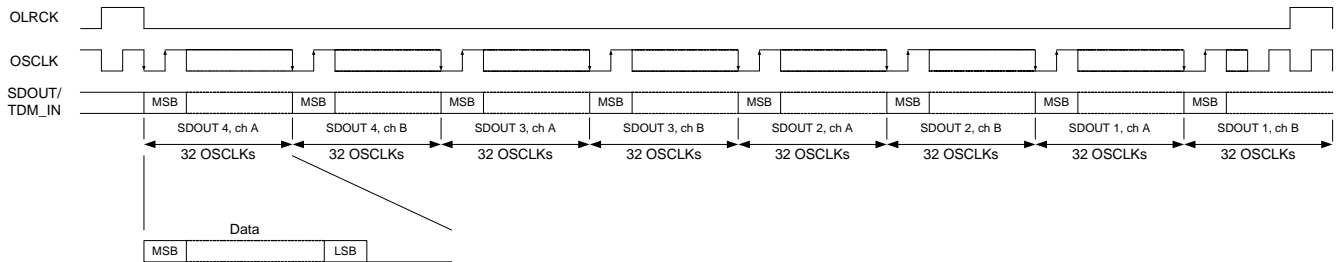 OLRCK
OSCLK
SDOUT/
TDM_IN
MSB MSB MSB MSB MSB MSB MSB MSB
SDOUT 4, ch A SDOUT 4, ch B SDOUT 3, ch A SDOUT 3, ch B SDOUT 2, ch A SDOUT 2, ch B SDOUT 1, ch A SDOUT 1, ch B
32 OSCLKs 32 OSCLKs 32 OSCLKs 32 OSCLKs 32 OSCLKs 32 OSCLKs 32 OSCLKs 32 OSCLKs
Data
MSB LSB